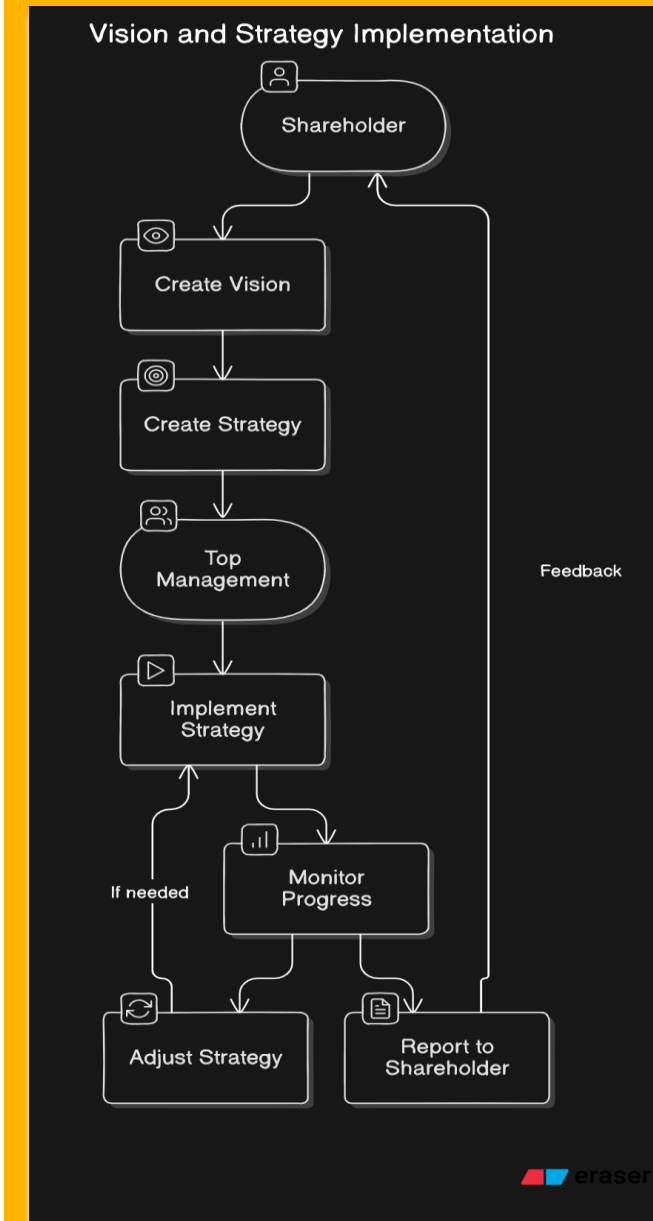 Vision and Strategy Implementation
Shareholder
Create Vision
Create Strategy
Top
Management
Feedback
Implement
Strategy
Monitor
Progress
If needed
Adjust Strategy
Report to
Shareholder
eraser